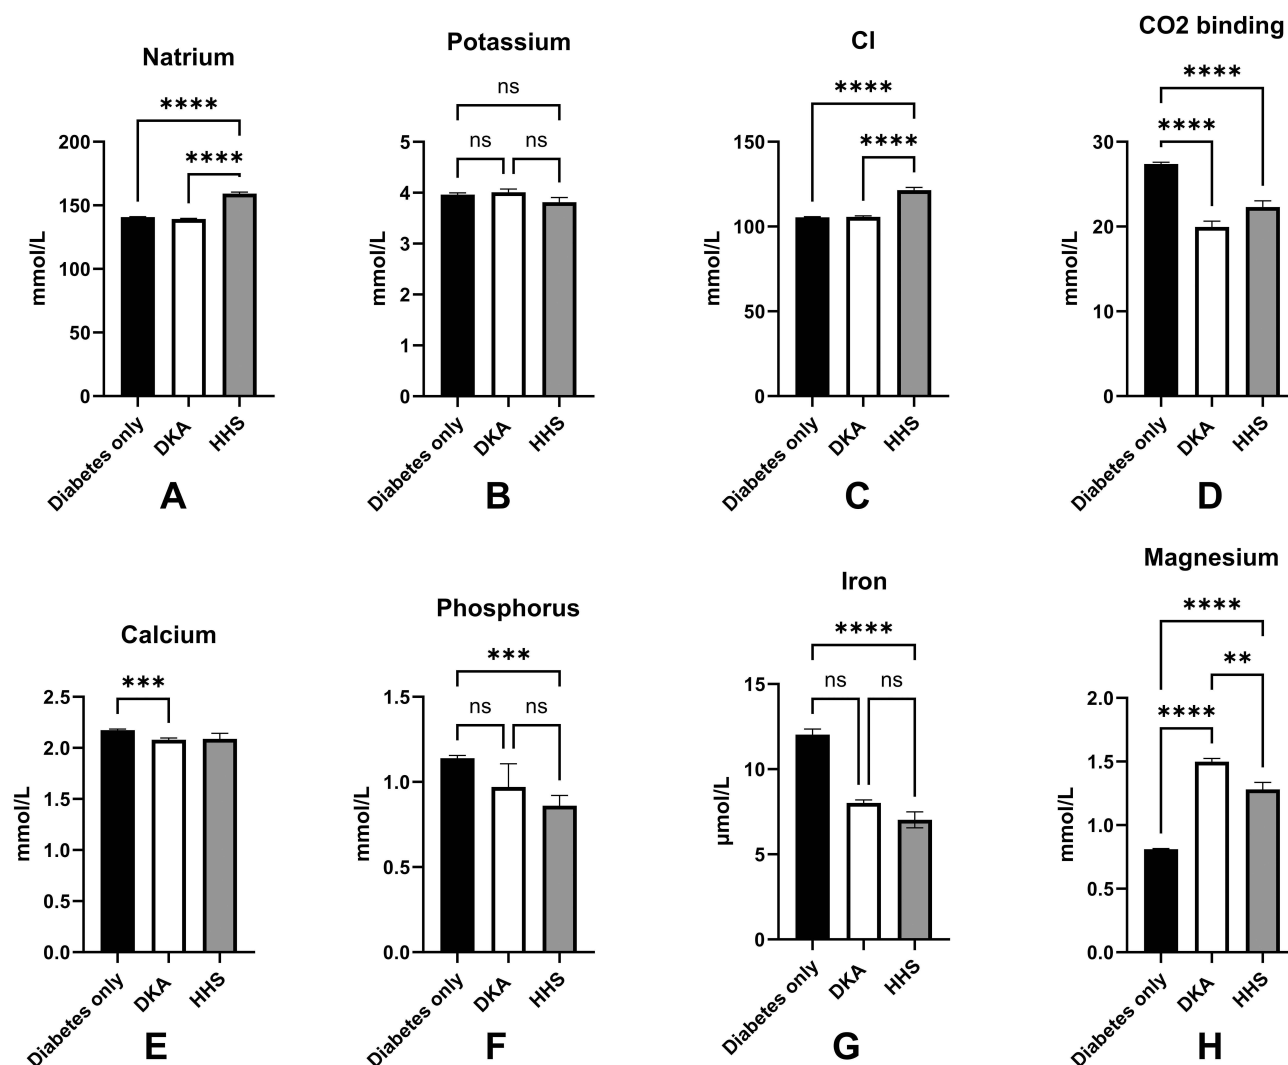 Natrium
****
****
200
150
100
50
0
mmol/L
Diabetes only
DKA
HHS
A
Potassium
ns
ns
ns
5
4
3
2
1
0
mmol/L
Diabetes only
DKA
HHS
B
Cl
****
****
150
100
50
0
mmol/L
Diabetes only
DKA
HHS
C
CO2 binding
****
****
30
20
10
0
mmol/L
Diabetes only
DKA
HHS
D
Calcium
***
2.5
2.0
1.5
1.0
0.5
0.0
mmol/L
Diabetes only
DKA
HHS
E
Phosphorus
***
ns
ns
1.5
1.0
0.5
0.0
mmol/L
Diabetes only
DKA
HHS
F
Iron
****
ns
ns
15
10
5
0
μmol/L
Diabetes only
DKA
HHS
G
Magnesium
****
**
****
2.0
1.5
1.0
0.5
0.0
mmol/L
Diabetes only
DKA
HHS
H